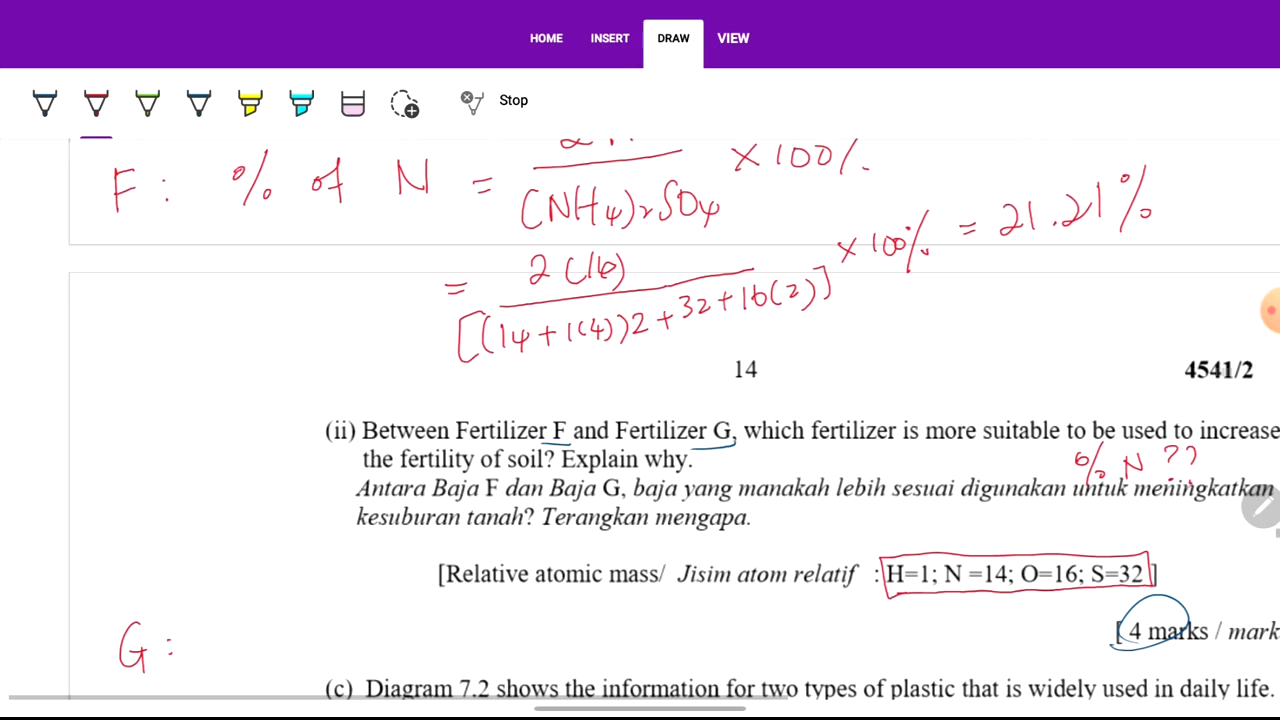 HOME INSERT DRAW VIEW
Stop
F: % of N = (NH4)2SO4 × 100%
= 2(16) [(14+1(4))2+32+16(2)] × 100% = 21.21%
14 4541/2
(ii) Between Fertilizer F and Fertilizer G, which fertilizer is more suitable to be used to increase
the fertility of soil? Explain why.
% N ??
Antara Baja F dan Baja G, baja yang manakah lebih sesuai digunakan untuk meningkatkan
kesuburan tanah? Terangkan mengapa.
[Relative atomic mass/ Jisim atom relatif : H=1; N =14; O=16; S=32 ]
[ 4 marks / mark
G:
(c) Diagram 7.2 shows the information for two types of plastic that is widely used in daily life.